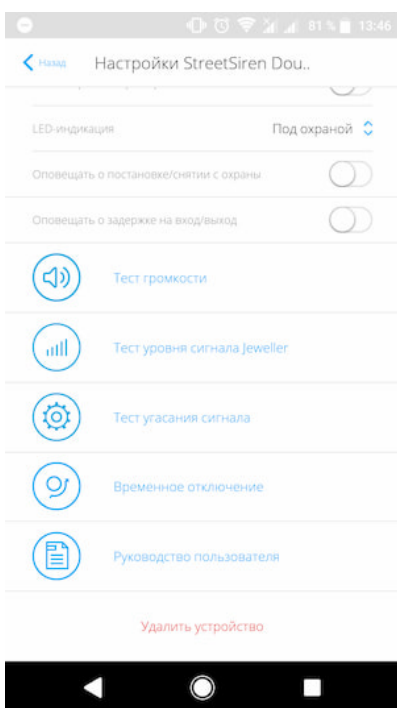 81 % 13:46
Назад Настройки StreetSiren Dou..
LED-индикация Под охраной
Оповещать о постановке/снятии с охраны
Оповещать о задержке на вход/выход
Тест громкости
Тест уровня сигнала Jeweller
Тест угасания сигнала
Временное отключение
Руководство пользователя
Удалить устройство